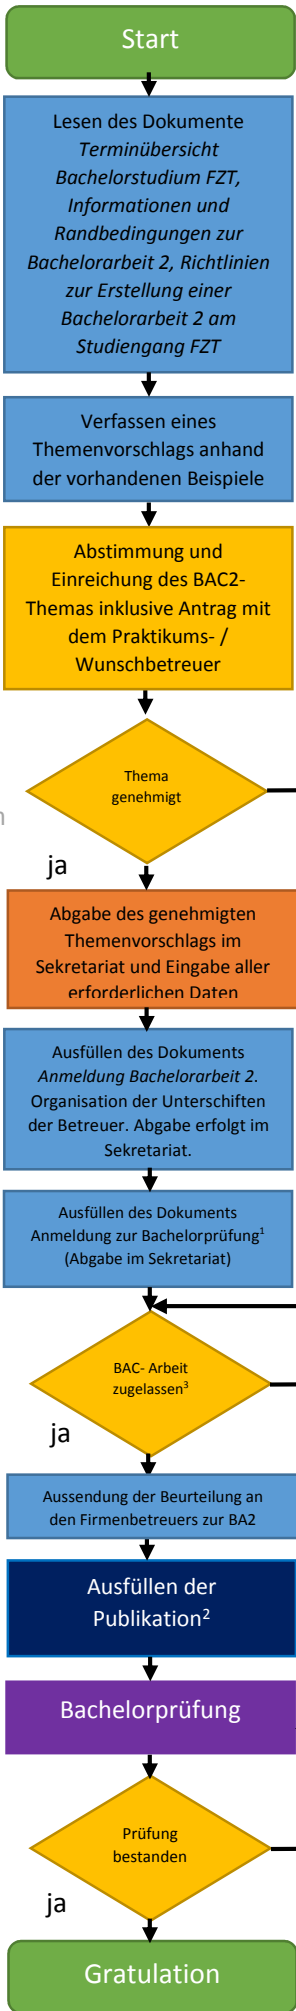 Start
Lesen des Dokumente
Terminübersicht
Bachelorstudium FZT,
Informationen und
Randbedingungen zur
Bachelorarbeit 2, Richtlinien
zur Erstellung einer
Bachelorarbeit 2 am
Studiengang FZT
Verfassen eines
Themenvorschlags anhand
der vorhandenen Beispiele
Abstimmung und
Einreichung des BAC2-
Themas inklusive Antrag mit
dem Praktikums- /
Wunschbetreuer
Thema
genehmigt
ja
Abgabe des genehmigten
Themenvorschlags im
Sekretariat und Eingabe aller
erforderlichen Daten
Ausfüllen des Dokuments
Anmeldung Bachelorarbeit 2.
Organisation der Unterschiften
der Betreuer. Abgabe erfolgt im
Sekretariat.
Ausfüllen des Dokuments
Anmeldung zur Bachelorprüfung¹
(Abgabe im Sekretariat)
BAC- Arbeit
zugelassen³
ja
Aussendung der Beurteilung an
den Firmenbetreuers zur BA2
Ausfüllen der
Publikation²
Bachelorprüfung
Prüfung
bestanden
ja
Gratulation